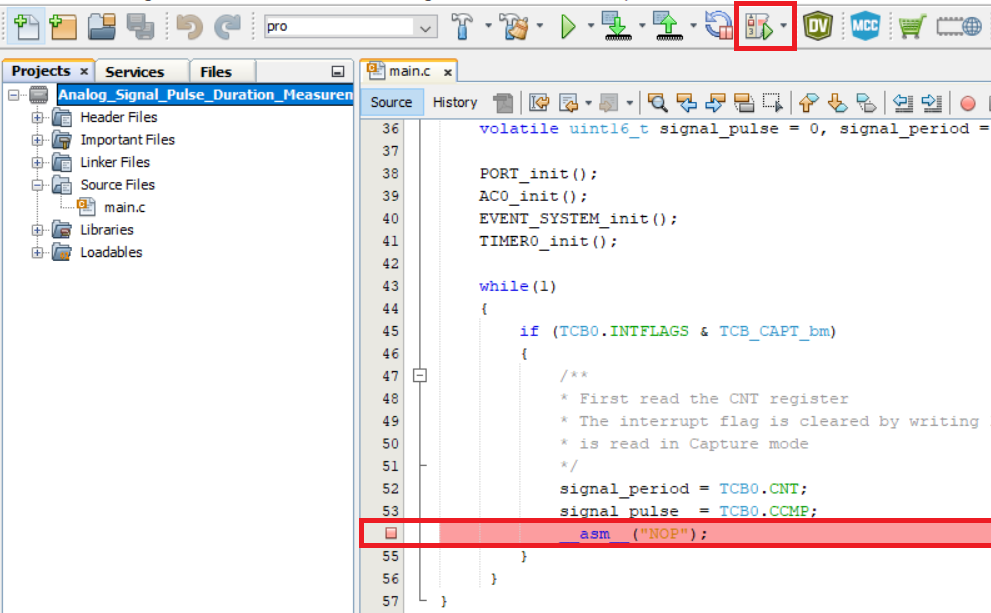 pro
DV
MCC
Projects × Services Files
main.c ×
Analog_Signal_Pulse_Duration_Measurem
Header Files
Important Files
Linker Files
Source Files
main.c
Libraries
Loadables
Source History
36 volatile uint16_t signal_pulse = 0, signal_period =
37
38 PORT_init();
39 AC0_init();
40 EVENT_SYSTEM_init();
41 TIMER0_init();
42
43 while(1)
44 {
45 if (TCB0.INTFLAGS & TCB_CAPT_bm)
46 {
47 /**
48 * First read the CNT register
49 * The interrupt flag is cleared by writing
50 * is read in Capture mode
51 */
52 signal_period = TCB0.CNT;
53 signal_pulse = TCB0.CCMP;
__asm__("NOP");
55 }
56 }
57 }